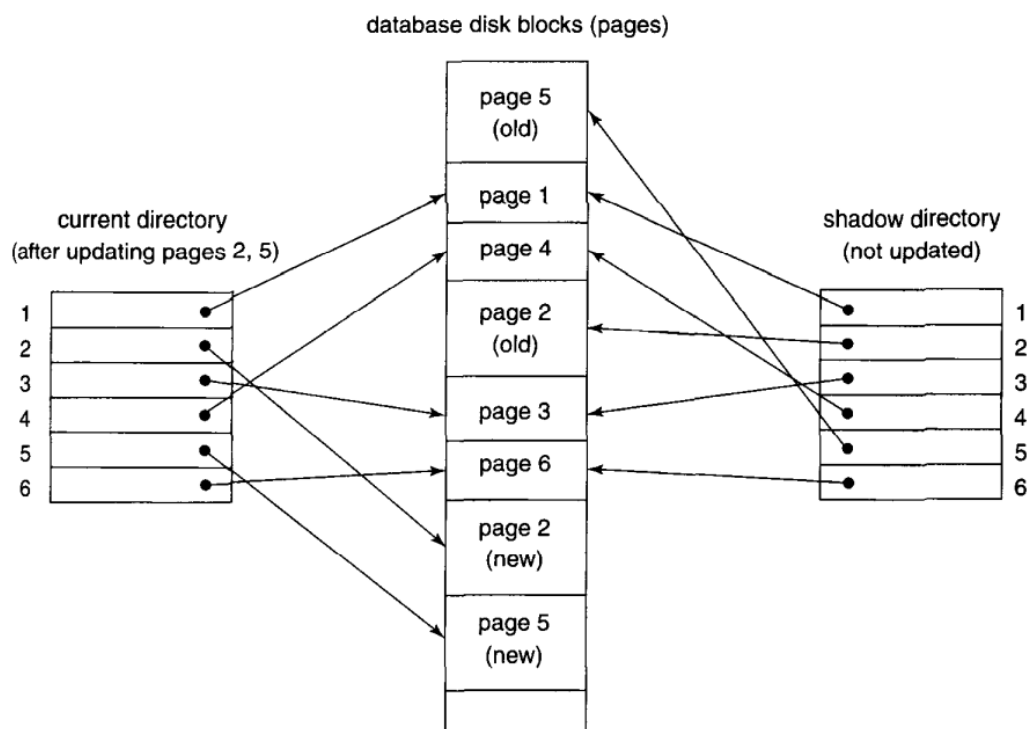 database disk blocks (pages)
page 5
(old)
page 1
page 4
page 2
(old)
page 3
page 6
page 2
(new)
page 5
(new)
current directory
(after updating pages 2, 5)
1
2
3
4
5
6
shadow directory
(not updated)
1
2
3
4
5
6